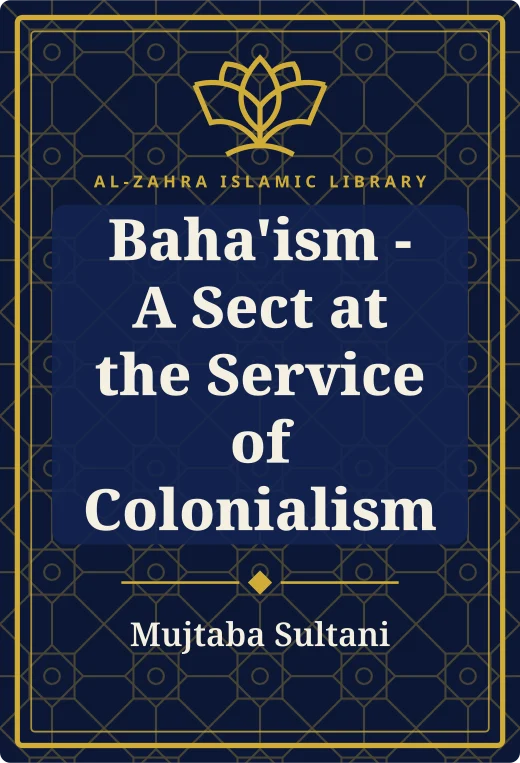 AL-ZAHRA ISLAMIC LIBRARY
Baha'ism -
A Sect at
the Service
of
Colonialism
Mujtaba Sultani